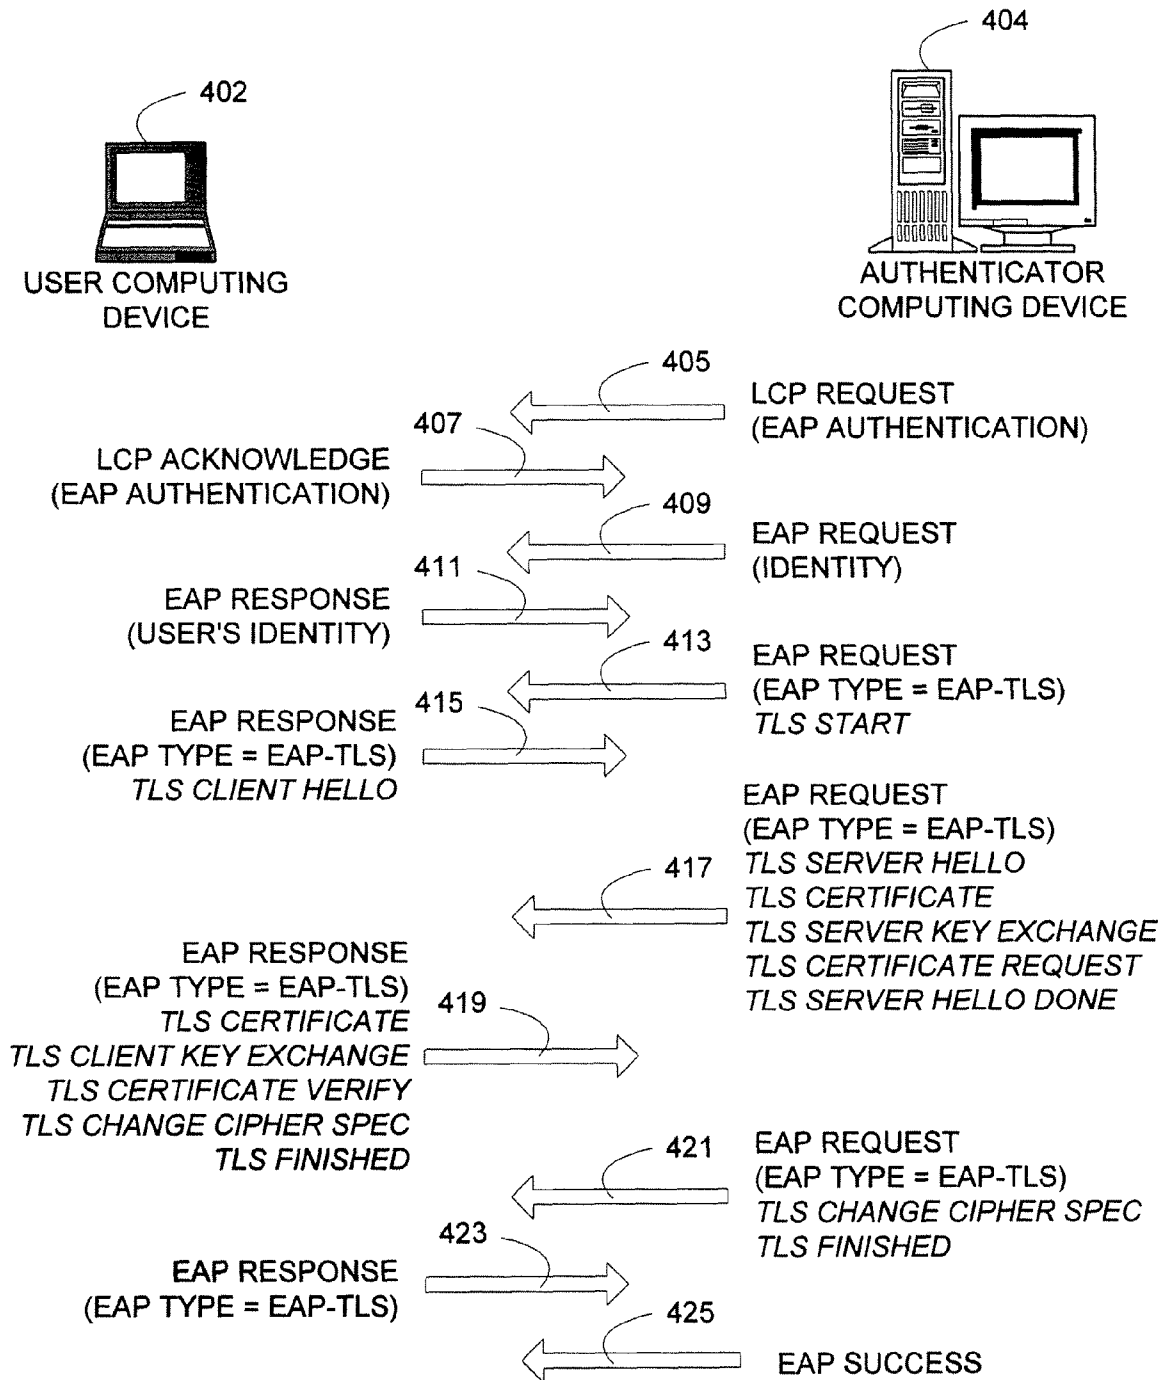 404
402
USER COMPUTING
DEVICE
AUTHENTICATOR
COMPUTING DEVICE
405
LCP REQUEST
(EAP AUTHENTICATION)
407
LCP ACKNOWLEDGE
(EAP AUTHENTICATION)
409
EAP REQUEST
(IDENTITY)
411
EAP RESPONSE
(USER'S IDENTITY)
413
EAP REQUEST
(EAP TYPE = EAP-TLS)
TLS START
415
EAP RESPONSE
(EAP TYPE = EAP-TLS)
TLS CLIENT HELLO
417
EAP REQUEST
(EAP TYPE = EAP-TLS)
TLS SERVER HELLO
TLS CERTIFICATE
TLS SERVER KEY EXCHANGE
TLS CERTIFICATE REQUEST
TLS SERVER HELLO DONE
419
EAP RESPONSE
(EAP TYPE = EAP-TLS)
TLS CERTIFICATE
TLS CLIENT KEY EXCHANGE
TLS CERTIFICATE VERIFY
TLS CHANGE CIPHER SPEC
TLS FINISHED
421
EAP REQUEST
(EAP TYPE = EAP-TLS)
TLS CHANGE CIPHER SPEC
TLS FINISHED
423
EAP RESPONSE
(EAP TYPE = EAP-TLS)
425
EAP SUCCESS